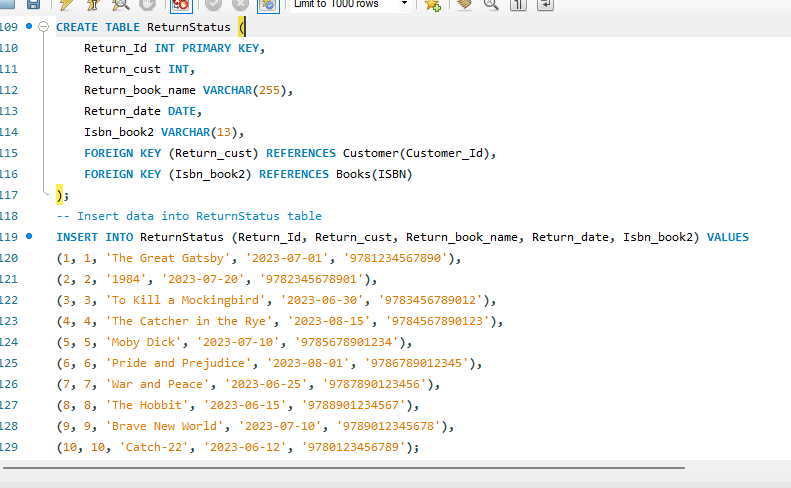 Limit to 1000 rows
109 CREATE TABLE ReturnStatus (
110 Return_Id INT PRIMARY KEY,
111 Return_cust INT,
112 Return_book_name VARCHAR(255),
113 Return_date DATE,
114 Isbn_book2 VARCHAR(13),
115 FOREIGN KEY (Return_cust) REFERENCES Customer(Customer_Id),
116 FOREIGN KEY (Isbn_book2) REFERENCES Books(ISBN)
117 );
118 -- Insert data into ReturnStatus table
119 INSERT INTO ReturnStatus (Return_Id, Return_cust, Return_book_name, Return_date, Isbn_book2) VALUES
120 (1, 1, 'The Great Gatsby', '2023-07-01', '9781234567890'),
121 (2, 2, '1984', '2023-07-20', '9782345678901'),
122 (3, 3, 'To Kill a Mockingbird', '2023-06-30', '9783456789012'),
123 (4, 4, 'The Catcher in the Rye', '2023-08-15', '9784567890123'),
124 (5, 5, 'Moby Dick', '2023-07-10', '9785678901234'),
125 (6, 6, 'Pride and Prejudice', '2023-08-01', '9786789012345'),
126 (7, 7, 'War and Peace', '2023-06-25', '9787890123456'),
127 (8, 8, 'The Hobbit', '2023-06-15', '9788901234567'),
128 (9, 9, 'Brave New World', '2023-07-10', '9789012345678'),
129 (10, 10, 'Catch-22', '2023-06-12', '9780123456789');